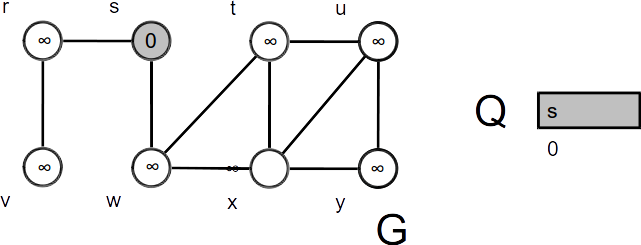 r s t u
∞ 0 ∞ ∞
Q s
0
∞ ∞ ∞ ∞
v w x y
G